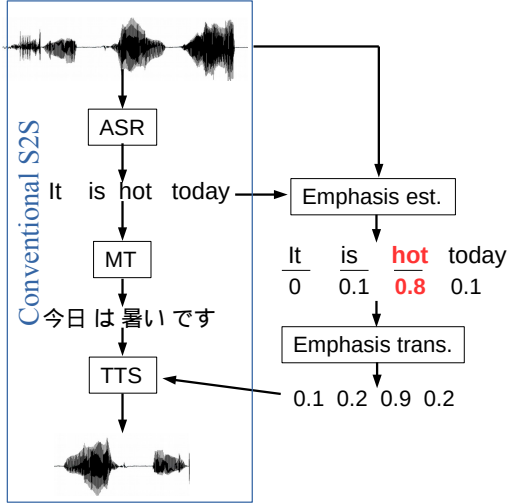 Conventional S2S
ASR
It is hot today
MT
今日 は 暑い です
TTS
Emphasis est.
It is hot today
0 0.1 0.8 0.1
Emphasis trans.
0.1 0.2 0.9 0.2